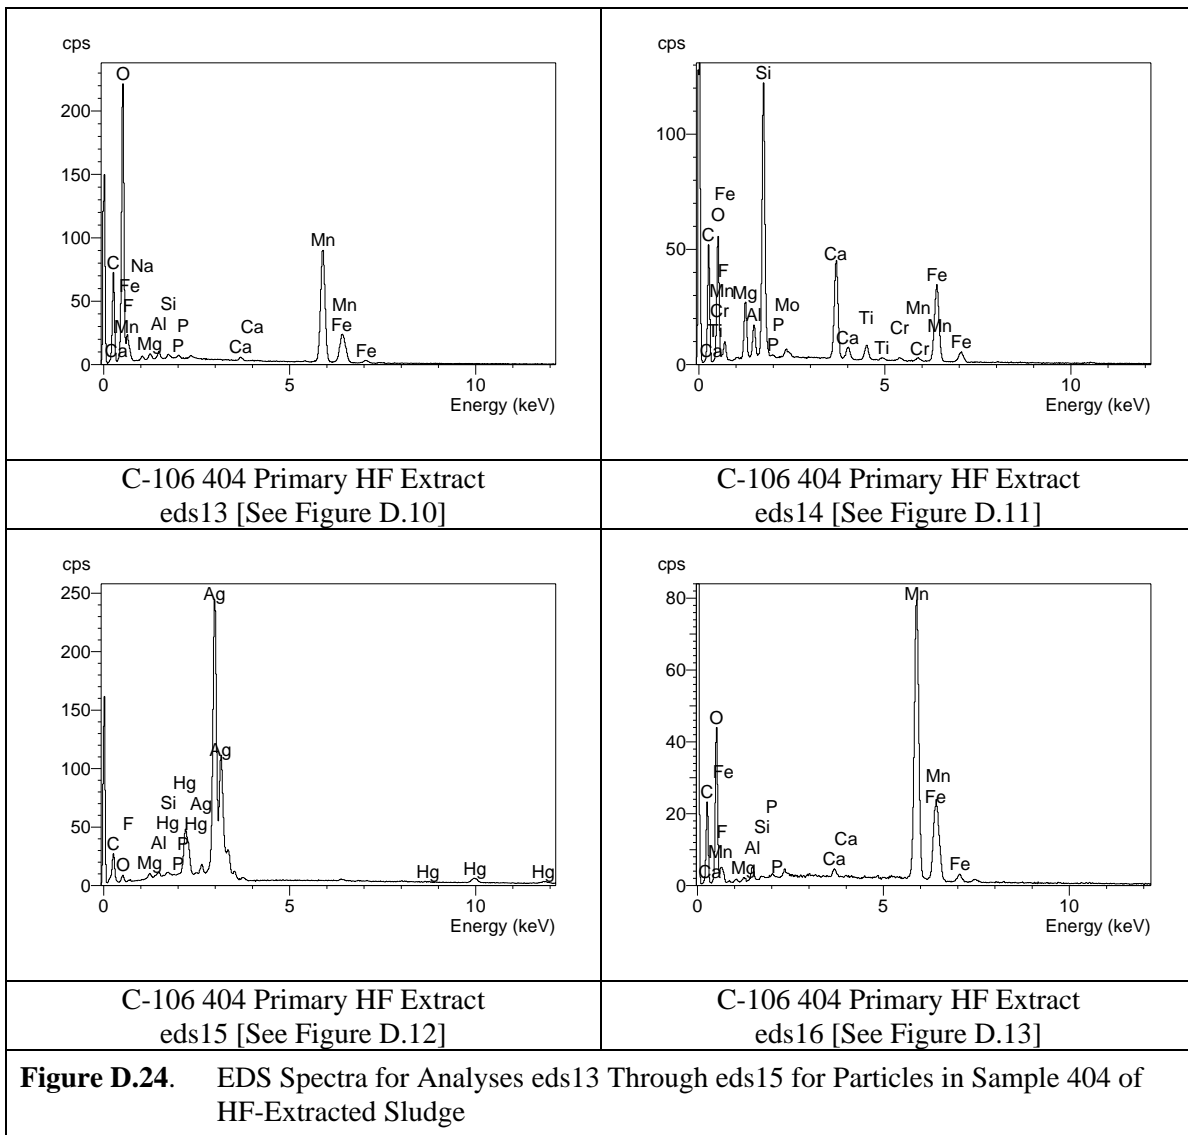 cps
O
200
150
100
50
0
C
Na
Fe
F
Mn
Ca
Si
Al
P
Mg
P
Ca
Ca
Mn
Mn
Fe
Fe
0
5
10
Energy (keV)
C-106 404 Primary HF Extract
eds13 [See Figure D.10]
cps
Si
100
50
0
Fe
O
C
F
Mn
Cr
Ti
Ca
Mg
Al
Mo
P
P
Ca
Ca
Ti
Ti
Cr
Cr
Mn
Mn
Fe
Fe
0
5
10
Energy (keV)
C-106 404 Primary HF Extract
eds14 [See Figure D.11]
cps
250
200
150
100
50
0
Ag
Ag
Hg
Si
Ag
Hg
Hg
F
Al
P
C
O
Mg
P
Hg
Hg
Hg
0
5
10
Energy (keV)
C-106 404 Primary HF Extract
eds15 [See Figure D.12]
cps
80
60
40
20
0
Mn
O
Fe
C
F
Mn
Ca
P
Si
Al
Mg
P
Ca
Ca
Mn
Fe
Fe
0
5
10
Energy (keV)
C-106 404 Primary HF Extract
eds16 [See Figure D.13]
Figure D.24. EDS Spectra for Analyses eds13 Through eds15 for Particles in Sample 404 of
HF-Extracted Sludge